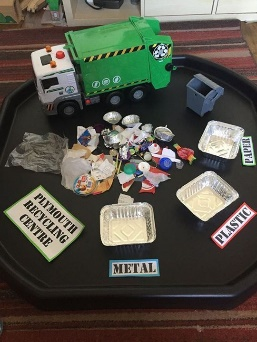 PAPER
PLASTIC
METAL
PLYMOUTH
RECYCLING
CENTRE